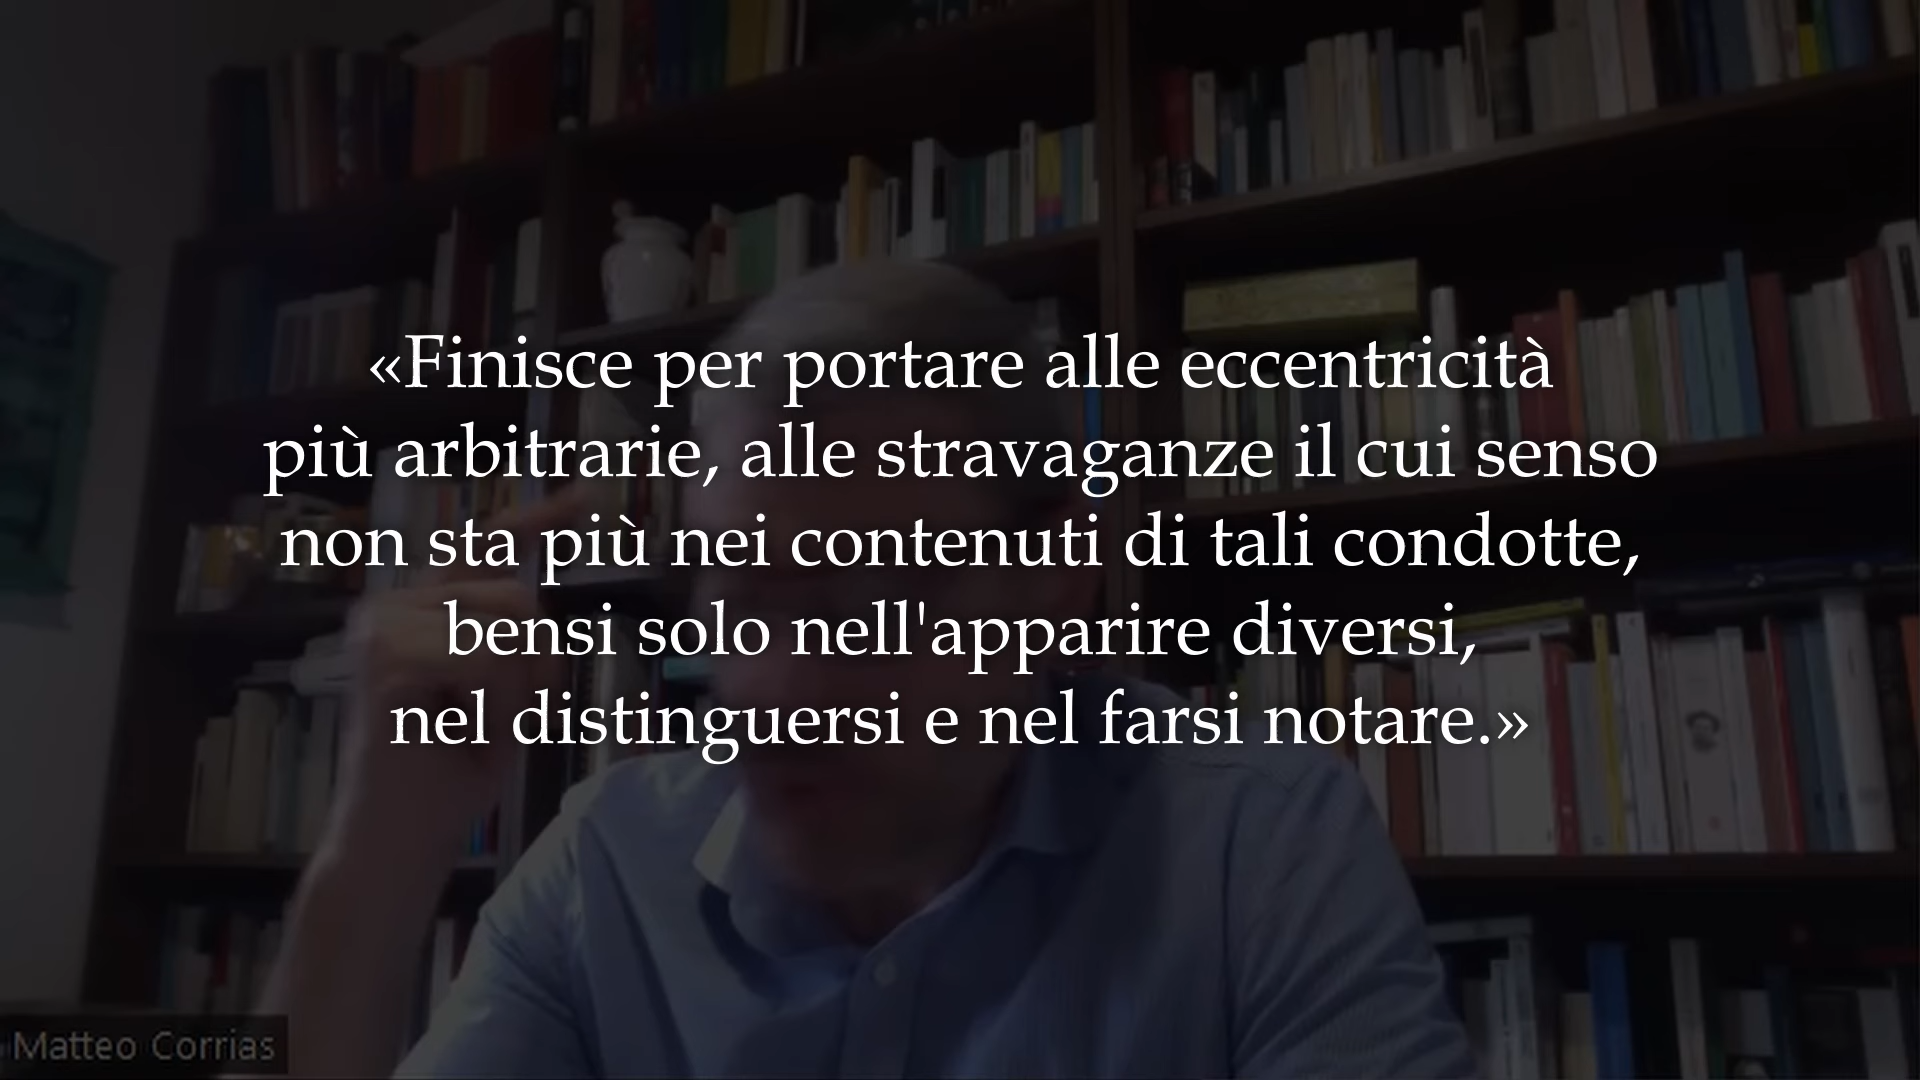 «Finisce per portare alle eccentricità
più arbitrarie, alle stravaganze il cui senso
non sta più nei contenuti di tali condotte,
bensi solo nell'apparire diversi,
nel distinguersi e nel farsi notare.»
Matteo Corrias